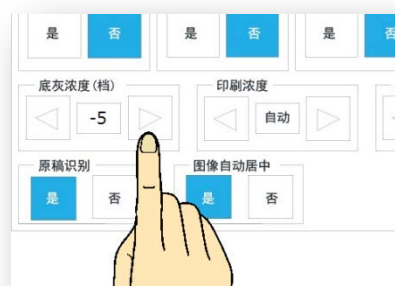 是 否 是 否 是 否
底灰浓度(档) 印刷浓度
-5 自动
原稿识别 图像自动居中
是 否 是 否